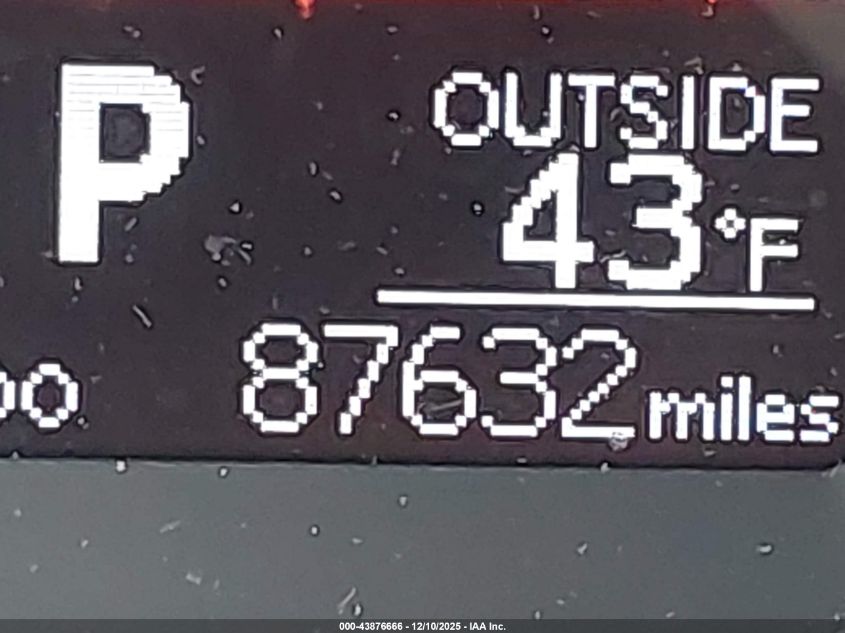 P
OUTSIDE
43°F
87632 miles
000-43876666 - 12/10/2025 - IAA Inc.